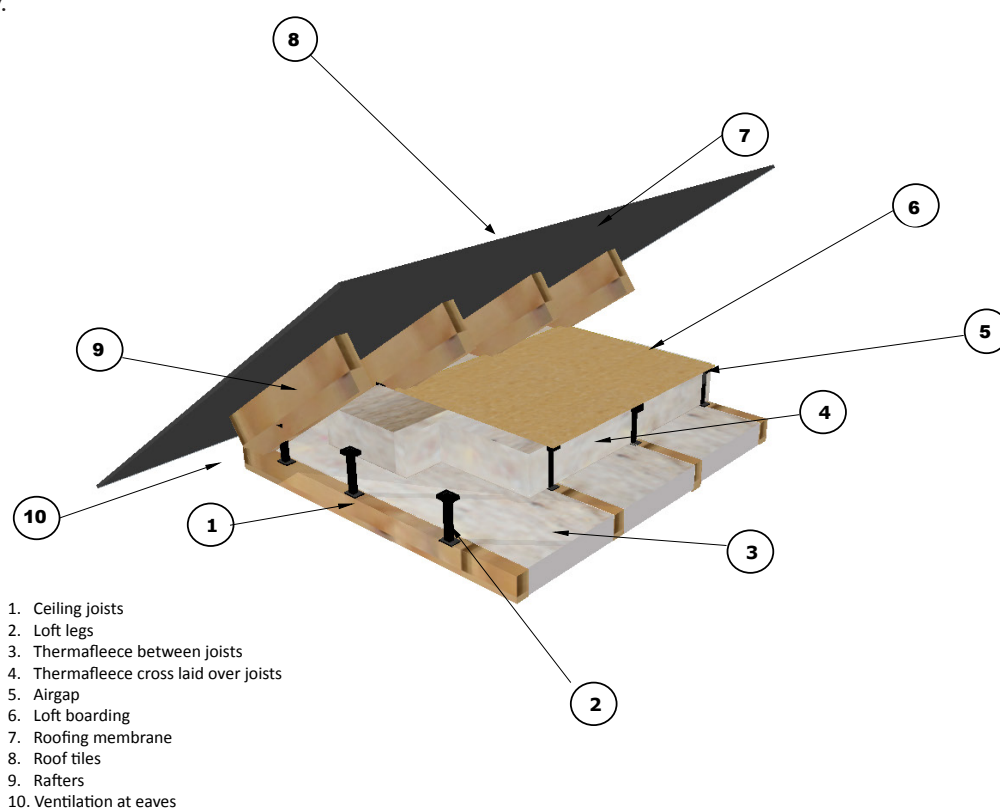 8
7
6
5
9
4
10
1
3
2
1. Ceiling joists
2. Loft legs
3. Thermafleece between joists
4. Thermafleece cross laid over joists
5. Airgap
6. Loft boarding
7. Roofing membrane
8. Roof tiles
9. Rafters
10. Ventilation at eaves